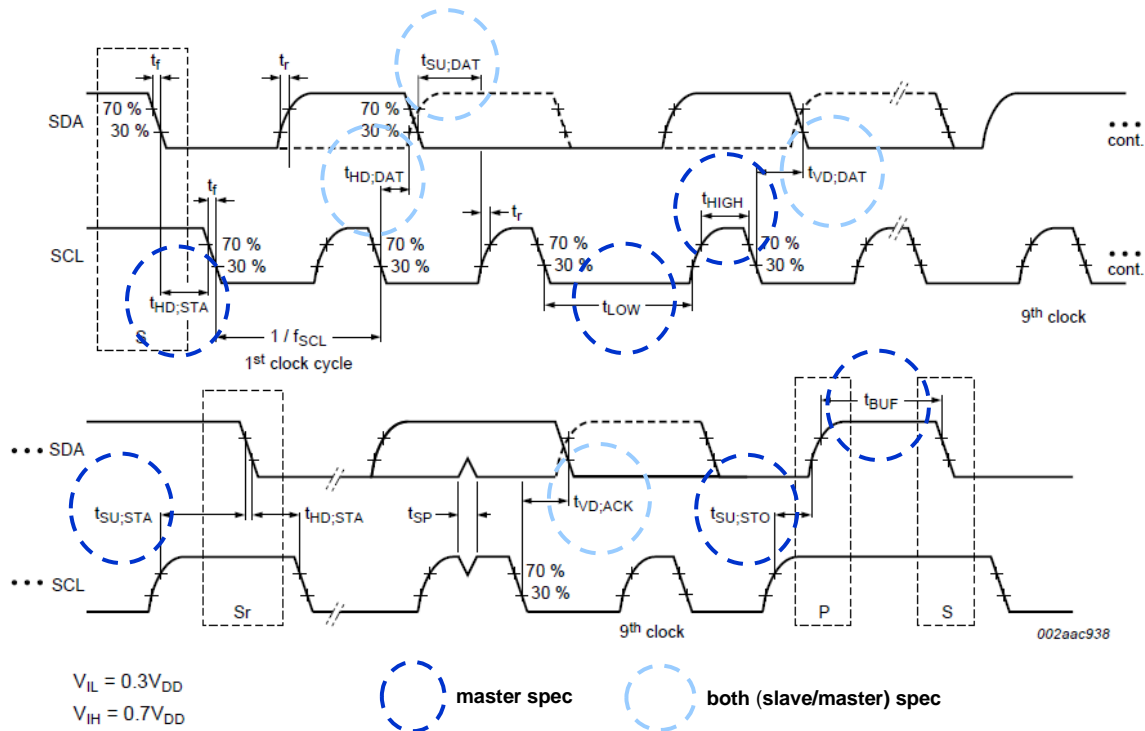 tf tr tSU;DAT
SDA 70 % 30 % 70 % 30 % cont.
tHD;DAT tVD;DAT
tf tr tHIGH
SCL 70 % 30 % 70 % 30 % 70 % 30 % 70 % 30 % cont.
tHD;STA tLOW
S 1 / fSCL 9th clock
1st clock cycle
tBUF
SDA
tSU;STA tHD;STA tSP tVD;ACK tSU;STO
SCL 70 % 30 %
Sr 9th clock P S
002aac938
VIL = 0.3VDD
VIH = 0.7VDD
master spec
both (slave/master) spec